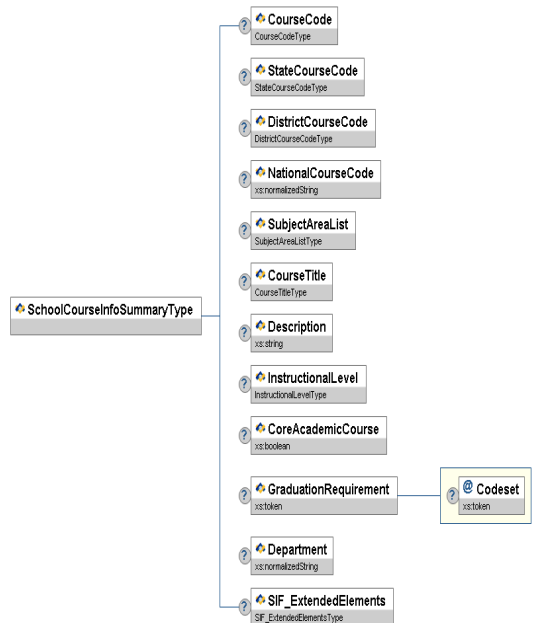 ? CourseCode
CourseCodeType
? StateCourseCode
StateCourseCodeType
? DistrictCourseCode
DistrictCourseCodeType
? NationalCourseCode
xs:normalizedString
? SubjectAreaList
SubjectAreaListType
? CourseTitle
CourseTitleType
SchoolCourseInfoSummaryType
? Description
xs:string
? InstructionalLevel
InstructionalLevelType
? CoreAcademicCourse
xs:boolean
? GraduationRequirement
xs:token
? @ Codeset
xs:token
? Department
xs:normalizedString
? SIF_ExtendedElements
SIF_ExtendedElementsType